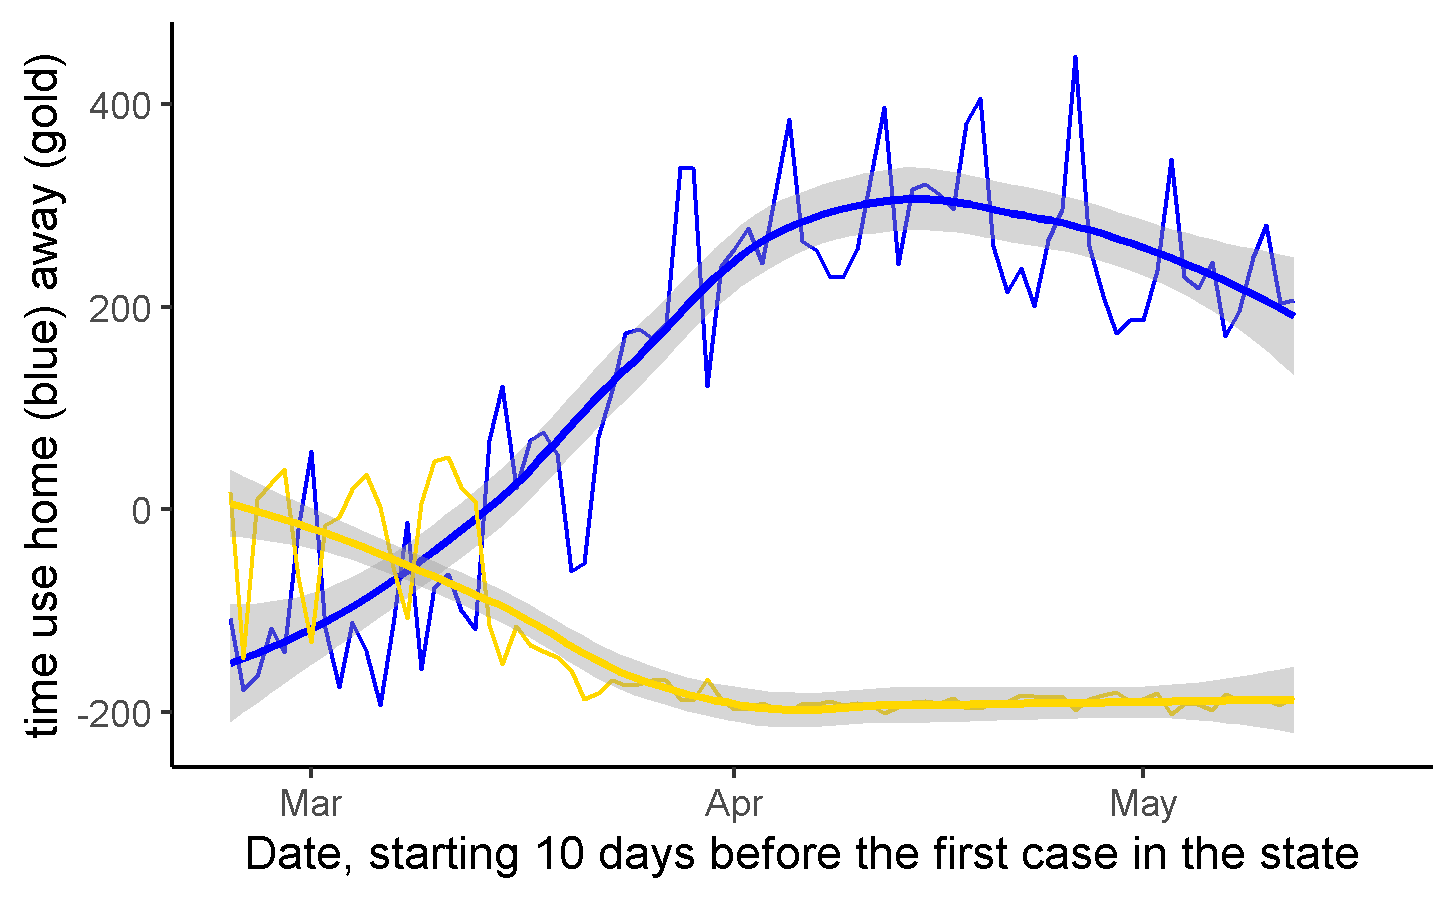 time use home (blue) away (gold)
400
200
0
-200
Mar Apr May
Date, starting 10 days before the first case in the state